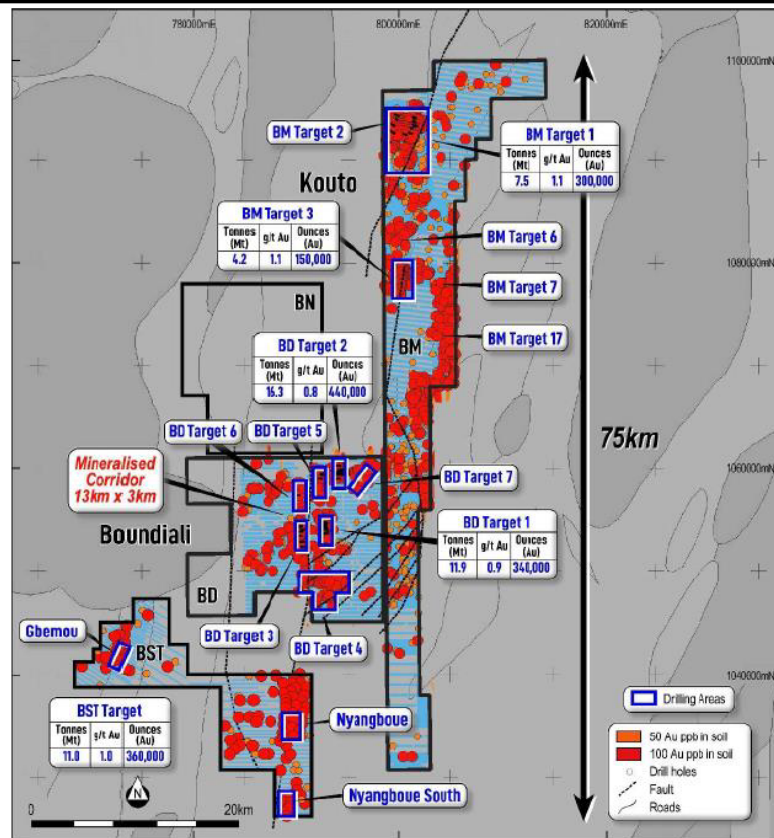 780000mE
800000mE
820000mE
1100000mN
BM Target 2
BM Target 1
Tonnes (Mt) g/t Au Ounces (Au)
7.5 1.1 300,000
Kouto
BM Target 3
Tonnes (Mt) g/t Au Ounces (Au)
4.2 1.1 150,000
BM Target 6
1080000mN
BM Target 7
BN
BM Target 17
BM
BD Target 2
Tonnes (Mt) g/t Au Ounces (Au)
16.3 0.8 440,000
BD Target 6
BD Target 5
75km
Mineralised
Corridor
13km x 3km
1060000mN
BD Target 7
Boundiali
BD Target 1
Tonnes (Mt) g/t Au Ounces (Au)
11.9 0.9 340,000
BD
BD Target 3
BD Target 4
Gbemou
BST
1040000mN
BST Target
Tonnes (Mt) g/t Au Ounces (Au)
11.0 1.0 360,000
Nyangboue
Nyangboue South
N
0 20km
Drilling Areas
50 Au ppb in soil
100 Au ppb in soil
Drill holes
Fault
Roads